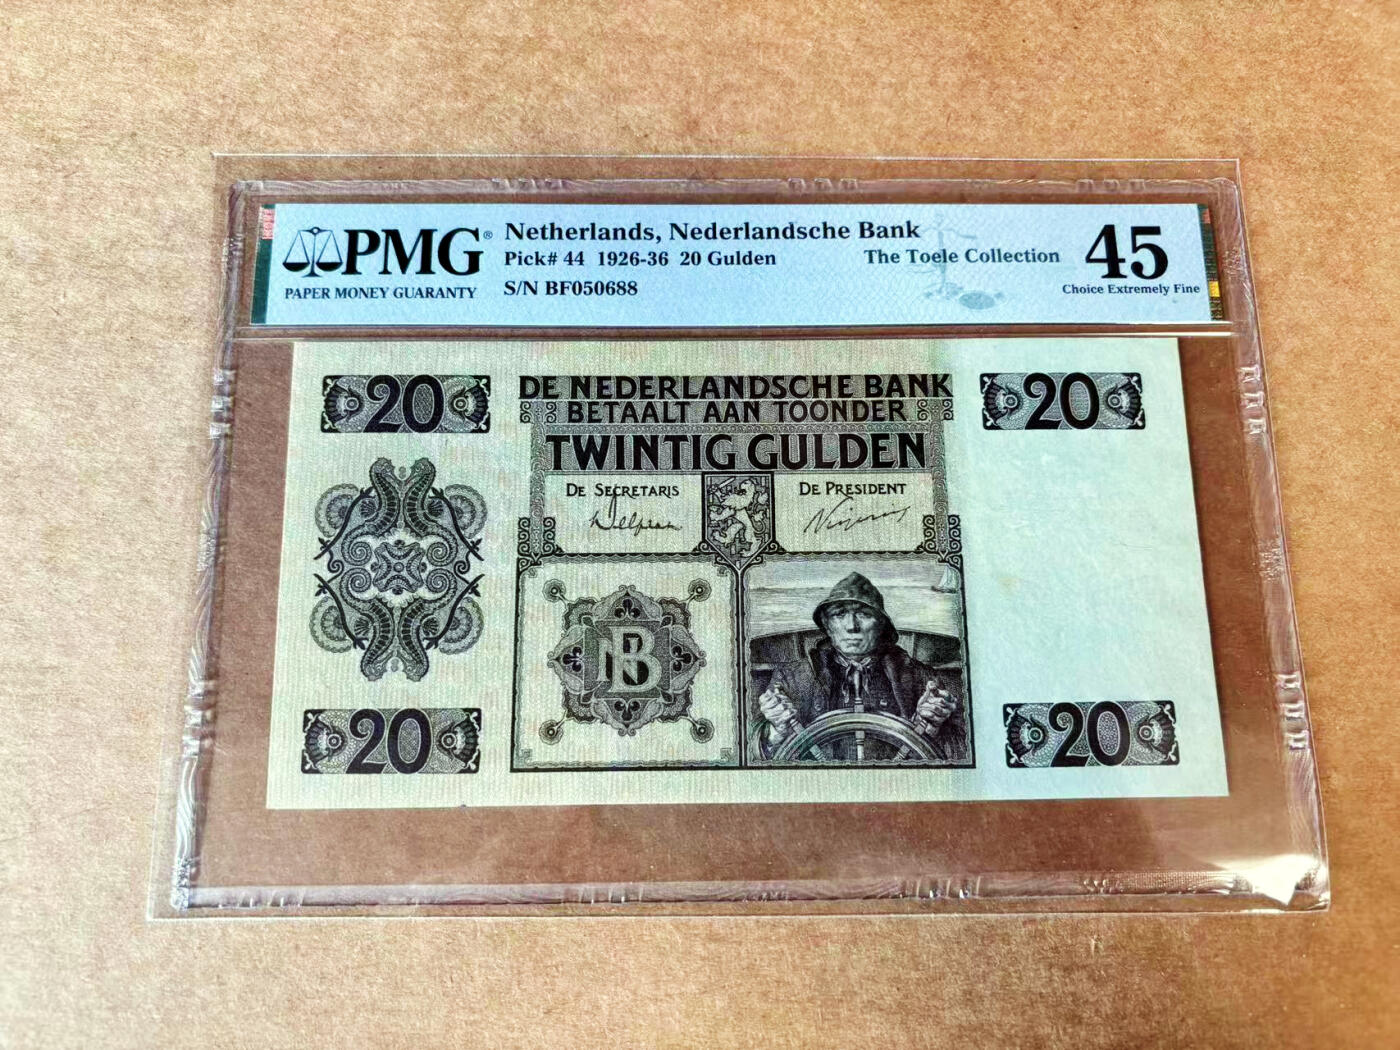 PMG®
PAPER MONEY GUARANTY
Netherlands, Nederlandsche Bank
Pick# 44 1926-36 20 Gulden
S/N BF050688
The Toele Collection
45
Choice Extremely Fine
20
DE NEDERLANDSCHE BANK
20
BETAALT AAN TOONDER
TWINTIG GULDEN
DE SECRETARIS
DE PRESIDENT
NB
20
20